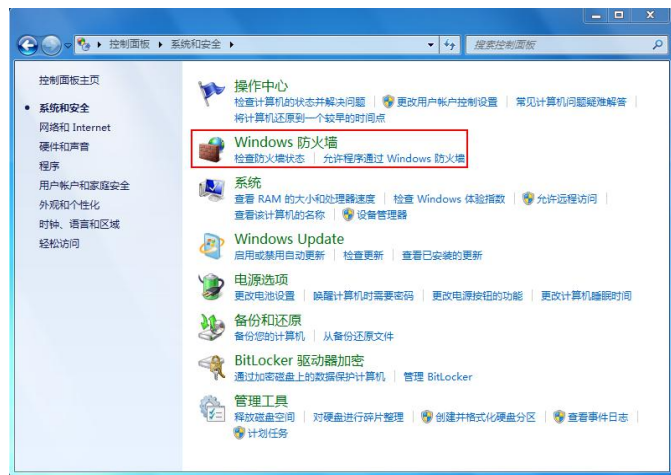 控制面板 系统和安全
搜索控制面板
控制面板主页
系统和安全
网络和 Internet
硬件和声音
程序
用户帐户和家庭安全
外观和个性化
时钟、语言和区域
轻松访问
操作中心
检查计算机的状态并解决问题 更改用户帐户控制设置 常见计算机问题疑难解答
将计算机还原到一个较早的时间点
Windows 防火墙
检查防火墙状态 允许程序通过 Windows 防火墙
系统
查看 RAM 的大小和处理器速度 检查 Windows 体验指数 允许远程访问
查看该计算机的名称 设备管理器
Windows Update
启用或禁用自动更新 检查更新 查看已安装的更新
电源选项
更改电池设置 唤醒计算机时需要密码 更改电源按钮的功能 更改计算机睡眠时间
备份和还原
备份您的计算机 从备份还原文件
BitLocker 驱动器加密
通过加密磁盘上的数据保护计算机 管理 BitLocker
管理工具
释放磁盘空间 对硬盘进行碎片整理 创建并格式化硬盘分区 查看事件日志
计划任务